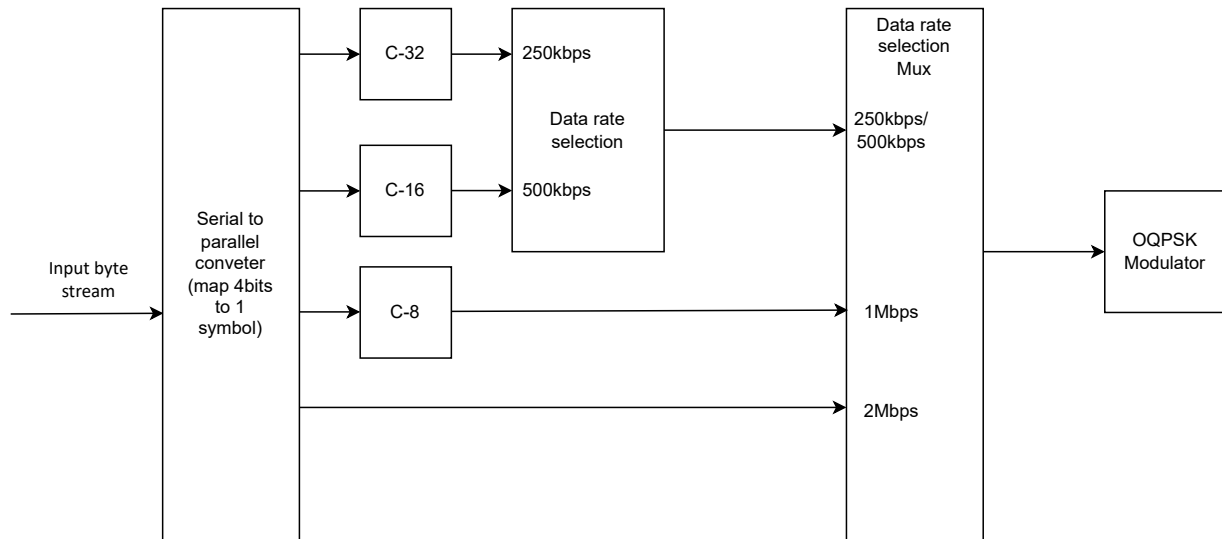 Input byte
stream
Serial to
parallel
conveter
(map 4bits
to 1
symbol)
C-32
C-16
C-8
250kbps
Data rate
selection
500kbps
Data rate
selection
Mux
250kbps/
500kbps
1Mbps
2Mbps
OQPSK
Modulator